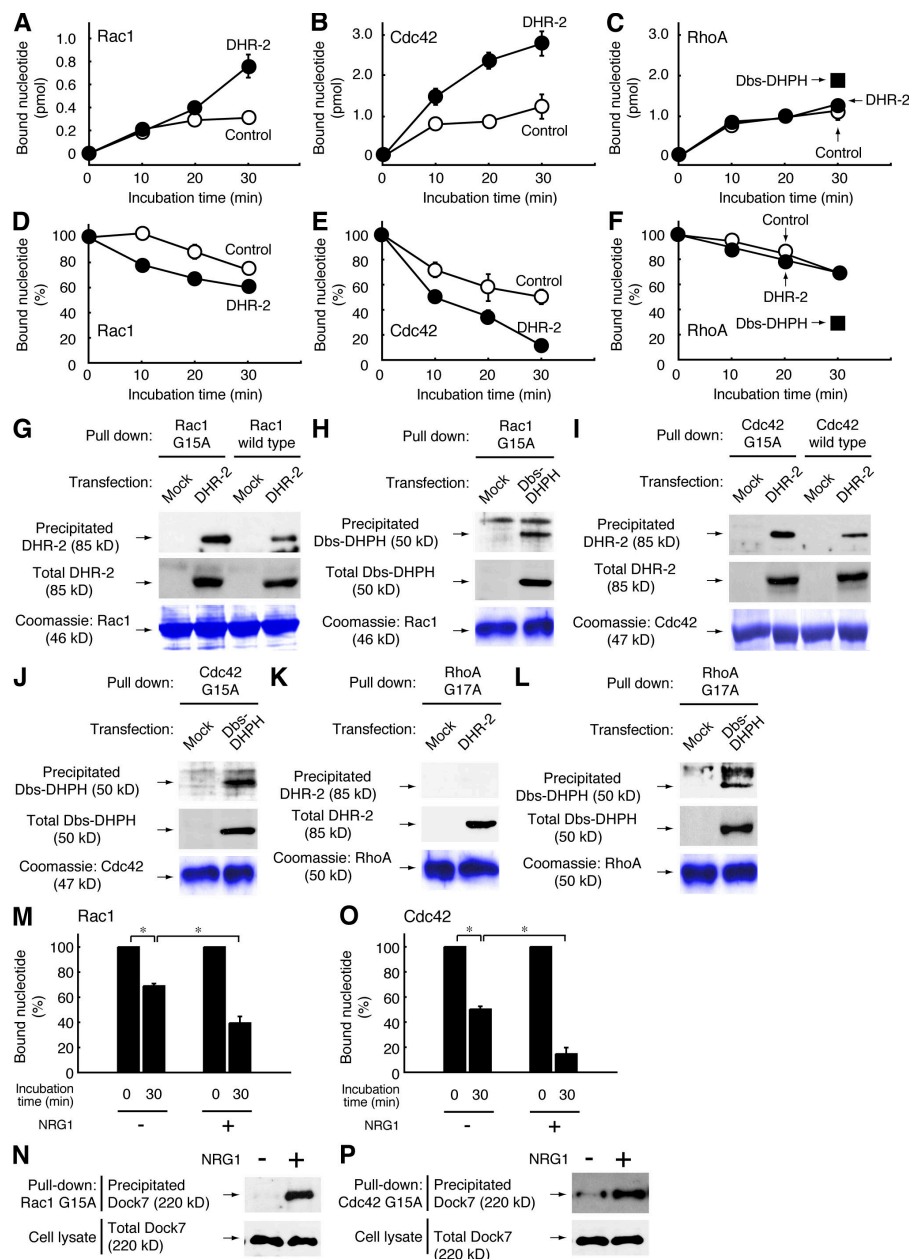 A
Rac1
DHR-2
Control
Bound nucleotide
(pmol)
1.0
0.8
0.6
0.4
0.2
0
0 10 20 30
Incubation time (min)
B
Cdc42
DHR-2
Control
Bound nucleotide
(pmol)
3.0
2.0
1.0
0
0 10 20 30
Incubation time (min)
C
RhoA
Dbs-DHPH
DHR-2
Control
Bound nucleotide
(pmol)
3.0
2.0
1.0
0
0 10 20 30
Incubation time (min)
D
Control
DHR-2
Rac1
Bound nucleotide
(%)
100
80
60
40
20
0
0 10 20 30
Incubation time (min)
E
Control
DHR-2
Cdc42
Bound nucleotide
(%)
100
80
60
40
20
0
0 10 20 30
Incubation time (min)
F
Control
DHR-2
Dbs-DHPH
RhoA
Bound nucleotide
(%)
100
80
60
40
20
0
0 10 20 30
Incubation time (min)
G
Pull down:
Rac1
G15A
Rac1
wild type
Transfection:
Mock DHR-2 Mock DHR-2
Precipitated
DHR-2 (85 kD)
Total DHR-2
(85 kD)
Coomassie: Rac1
(46 kD)
H
Pull down:
Rac1
G15A
Transfection:
Mock Dbs-
DHPH
Precipitated
Dbs-DHPH (50 kD)
Total Dbs-DHPH
(50 kD)
Coomassie: Rac1
(46 kD)
I
Pull down:
Cdc42
G15A
Cdc42
wild type
Transfection:
Mock DHR-2 Mock DHR-2
Precipitated
DHR-2 (85 kD)
Total DHR-2
(85 kD)
Coomassie: Cdc42
(47 kD)
J
Pull down:
Cdc42
G15A
Transfection:
Mock Dbs-
DHPH
Precipitated
Dbs-DHPH (50 kD)
Total Dbs-DHPH
(50 kD)
Coomassie: Cdc42
(47 kD)
K
Pull down:
RhoA
G17A
Transfection:
Mock DHR-2
Precipitated
DHR-2 (85 kD)
Total DHR-2
(85 kD)
Coomassie: RhoA
(50 kD)
L
Pull down:
RhoA
G17A
Transfection:
Mock Dbs-
DHPH
Precipitated
Dbs-DHPH (50 kD)
Total Dbs-DHPH
(50 kD)
Coomassie: RhoA
(50 kD)
M
Rac1
* *
Bound nucleotide
(%)
100
80
60
40
20
0
Incubation
time (min)
0 30 0 30
NRG1 - +
O
Cdc42
* *
Bound nucleotide
(%)
100
80
60
40
20
0
Incubation
time (min)
0 30 0 30
NRG1 - +
N
NRG1 - +
Pull-down:
Rac1 G15A
Precipitated
Dock7 (220 kD)
Cell lysate
Total Dock7
(220 kD)
P
NRG1 - +
Pull-down:
Cdc42 G15A
Precipitated
Dock7 (220 kD)
Cell lysate
Total Dock7
(220 kD)